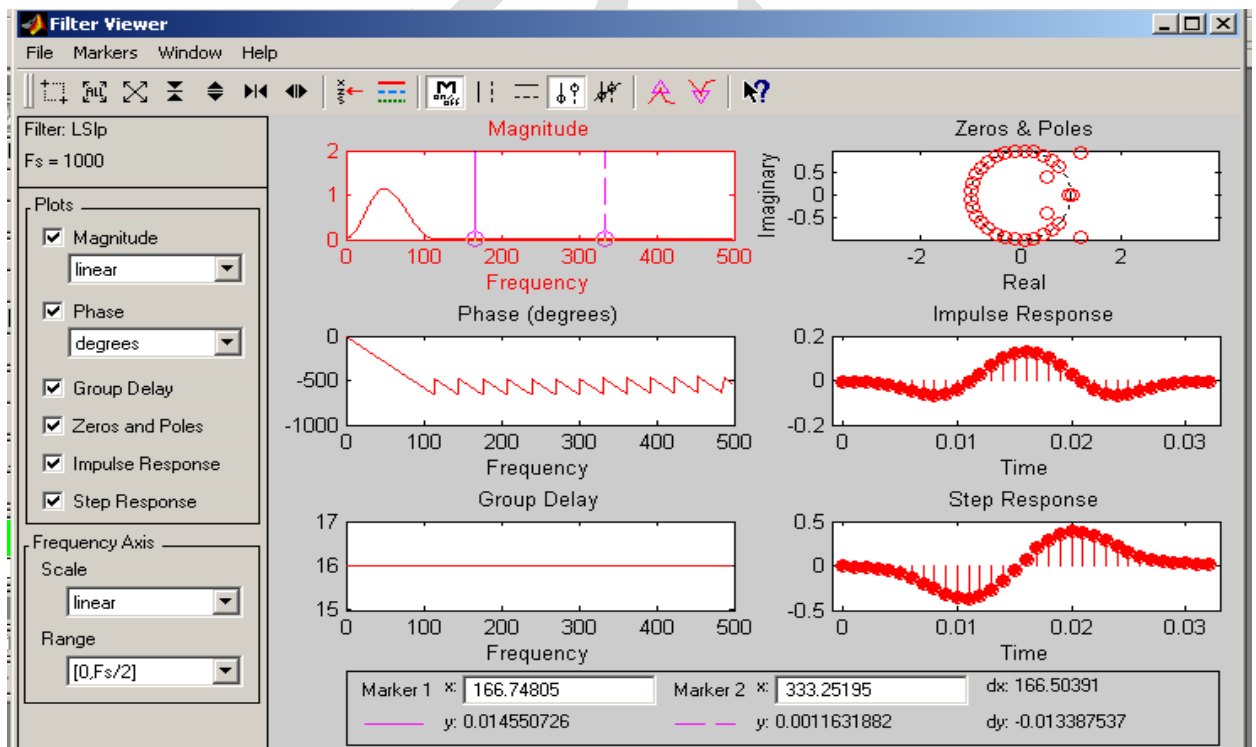 Filter Viewer
File Markers Window Help
Filter: LSlp
Fs = 1000
Plots
Magnitude
linear
Phase
degrees
Group Delay
Zeros and Poles
Impulse Response
Step Response
Frequency Axis
Scale
linear
Range
[0,Fs/2]
Magnitude
2
1
0
0 100 200 300 400 500
Frequency
Zeros & Poles
Imaginary
0.5
0
-0.5
-2 0 2
Real
Phase (degrees)
0
-500
-1000
0 100 200 300 400 500
Frequency
Impulse Response
0.2
0
-0.2
0 0.01 0.02 0.03
Time
Group Delay
17
16
15
0 100 200 300 400 500
Frequency
Step Response
0.5
0
-0.5
0 0.01 0.02 0.03
Time
Marker 1 x: 166.74805 Marker 2 x: 333.25195 dx: 166.50391
y: 0.014550726 y: 0.0011631882 dy: -0.013387537